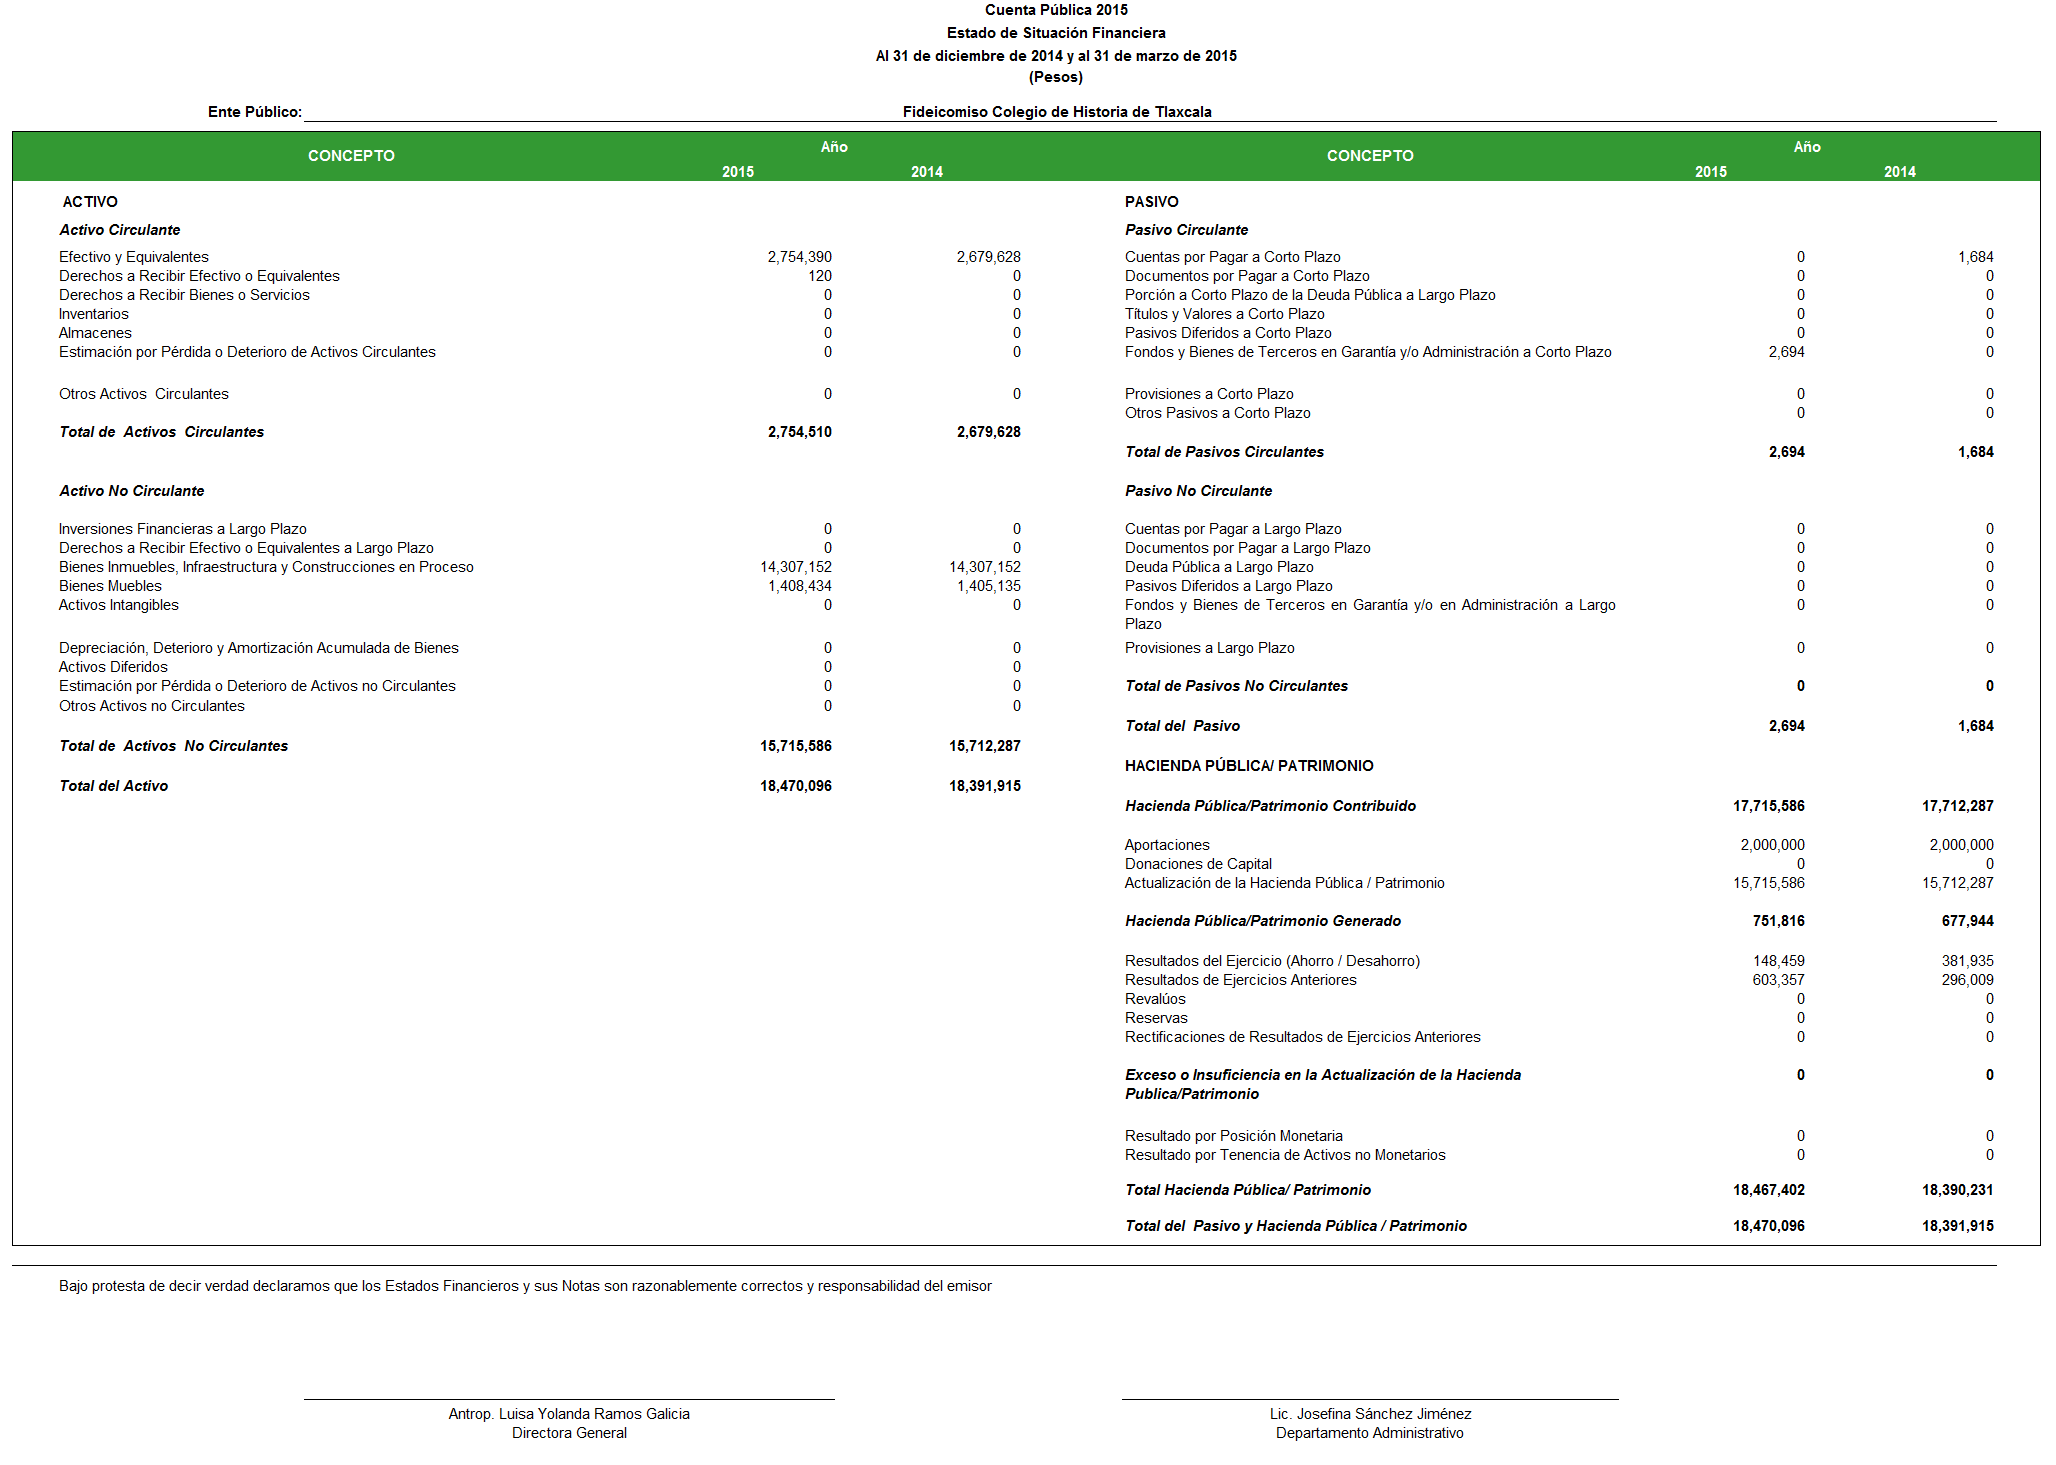 Cuenta Pública 2015
Estado de Situación Financiera
Al 31 de diciembre de 2014 y al 31 de marzo de 2015
(Pesos)
Ente Público: Fideicomiso Colegio de Historia de Tlaxcala
CONCEPTO Año 2015 2014
ACTIVO
Activo Circulante
Efectivo y Equivalentes 2,754,390 2,679,628
Derechos a Recibir Efectivo o Equivalentes 120 0
Derechos a Recibir Bienes o Servicios 0 0
Inventarios 0 0
Almacenes 0 0
Estimación por Pérdida o Deterioro de Activos Circulantes 0 0
Otros Activos  Circulantes 0 0
Total de  Activos  Circulantes 2,754,510 2,679,628
Activo No Circulante
Inversiones Financieras a Largo Plazo 0 0
Derechos a Recibir Efectivo o Equivalentes a Largo Plazo 0 0
Bienes Inmuebles, Infraestructura y Construcciones en Proceso 14,307,152 14,307,152
Bienes Muebles 1,408,434 1,405,135
Activos Intangibles 0 0
Depreciación, Deterioro y Amortización Acumulada de Bienes 0 0
Activos Diferidos 0 0
Estimación por Pérdida o Deterioro de Activos no Circulantes 0 0
Otros Activos no Circulantes 0 0
Total de  Activos  No Circulantes 15,715,586 15,712,287
Total del Activo 18,470,096 18,391,915
CONCEPTO Año 2015 2014
PASIVO
Pasivo Circulante
Cuentas por Pagar a Corto Plazo 0 1,684
Documentos por Pagar a Corto Plazo 0 0
Porción a Corto Plazo de la Deuda Pública a Largo Plazo 0 0
Títulos y Valores a Corto Plazo 0 0
Pasivos Diferidos a Corto Plazo 0 0
Fondos y Bienes de Terceros en Garantía y/o Administración a Corto Plazo 2,694 0
Provisiones a Corto Plazo 0 0
Otros Pasivos a Corto Plazo 0 0
Total de Pasivos Circulantes 2,694 1,684
Pasivo No Circulante
Cuentas por Pagar a Largo Plazo 0 0
Documentos por Pagar a Largo Plazo 0 0
Deuda Pública a Largo Plazo 0 0
Pasivos Diferidos a Largo Plazo 0 0
Fondos y Bienes de Terceros en Garantía y/o en Administración a Largo 0 0
Plazo
Provisiones a Largo Plazo 0 0
Total de Pasivos No Circulantes 0 0
Total del  Pasivo 2,694 1,684
HACIENDA PÚBLICA/ PATRIMONIO
Hacienda Pública/Patrimonio Contribuido 17,715,586 17,712,287
Aportaciones 2,000,000 2,000,000
Donaciones de Capital 0 0
Actualización de la Hacienda Pública / Patrimonio 15,715,586 15,712,287
Hacienda Pública/Patrimonio Generado 751,816 677,944
Resultados del Ejercicio (Ahorro / Desahorro) 148,459 381,935
Resultados de Ejercicios Anteriores 603,357 296,009
Revalúos 0 0
Reservas 0 0
Rectificaciones de Resultados de Ejercicios Anteriores 0 0
Exceso o Insuficiencia en la Actualización de la Hacienda 0 0
Publica/Patrimonio
Resultado por Posición Monetaria 0 0
Resultado por Tenencia de Activos no Monetarios 0 0
Total Hacienda Pública/ Patrimonio 18,467,402 18,390,231
Total del  Pasivo y Hacienda Pública / Patrimonio 18,470,096 18,391,915
Bajo protesta de decir verdad declaramos que los Estados Financieros y sus Notas son razonablemente correctos y responsabilidad del emisor
Antrop. Luisa Yolanda Ramos Galicia
Directora General
Lic. Josefina Sánchez Jiménez
Departamento Administrativo